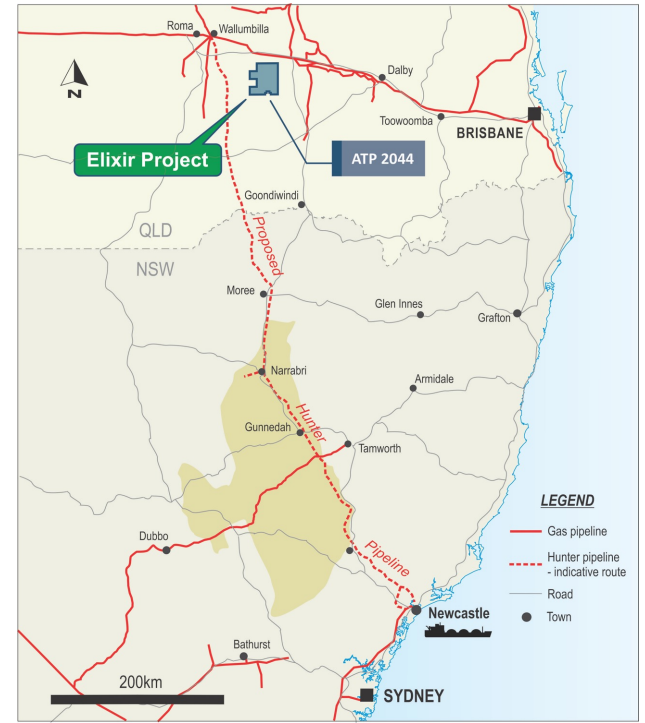 Roma
Wallumbilla
Dalby
N
Toowoomba
BRISBANE
Elixir Project
ATP 2044
Goondiwindi
QLD
Proposed
NSW
Moree
Glen Innes
Grafton
Narrabri
Armidale
Hunter
Gunnedah
Tamworth
LEGEND
Gas pipeline
Dubbo
Pipeline
Hunter pipeline
- indicative route
Road
Newcastle
Town
Bathurst
200km
SYDNEY